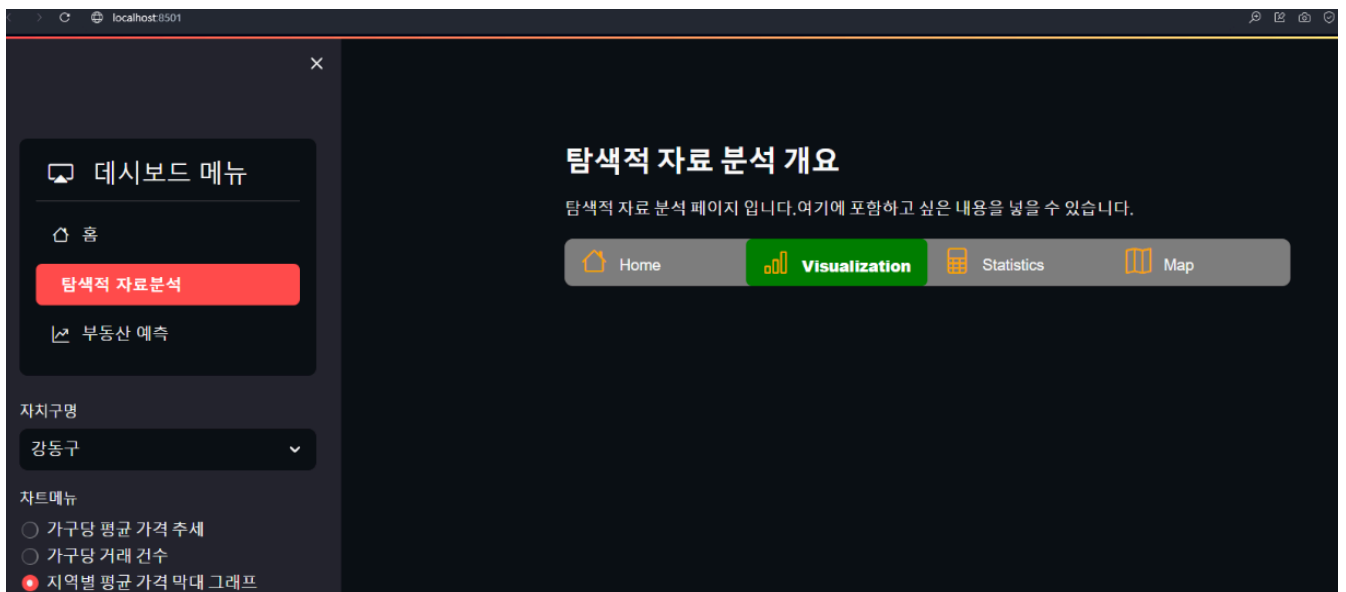 localhost:8501
데시보드 메뉴
홈
탐색적 자료분석
부동산 예측
자치구명
강동구
차트메뉴
가구당 평균 가격 추세
가구당 거래 건수
지역별 평균 가격 막대 그래프
탐색적 자료 분석 개요
탐색적 자료 분석 페이지 입니다.여기에 포함하고 싶은 내용을 넣을 수 있습니다.
Home Visualization Statistics Map